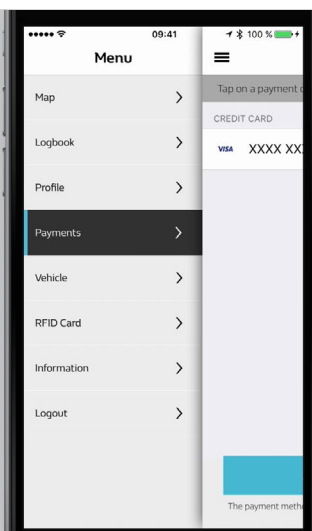 09:41
100 %
Menu
Map
Logbook
Profile
Payments
Vehicle
RFID Card
Information
Logout
Tap on a payment
CREDIT CARD
VISA XXXX XX
The payment meth